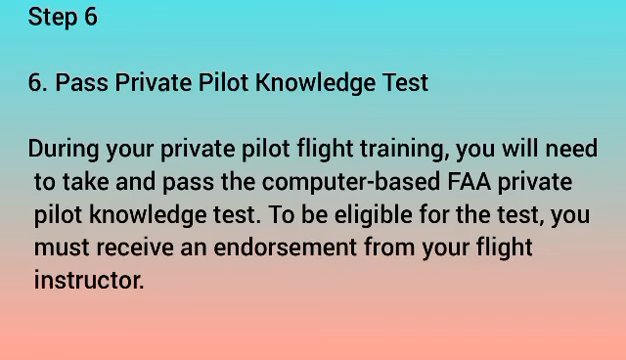 Step 6
6. Pass Private Pilot Knowledge Test
During your private pilot flight training, you will need
to take and pass the computer-based FAA private
pilot knowledge test. To be eligible for the test, you
must receive an endorsement from your flight
instructor.